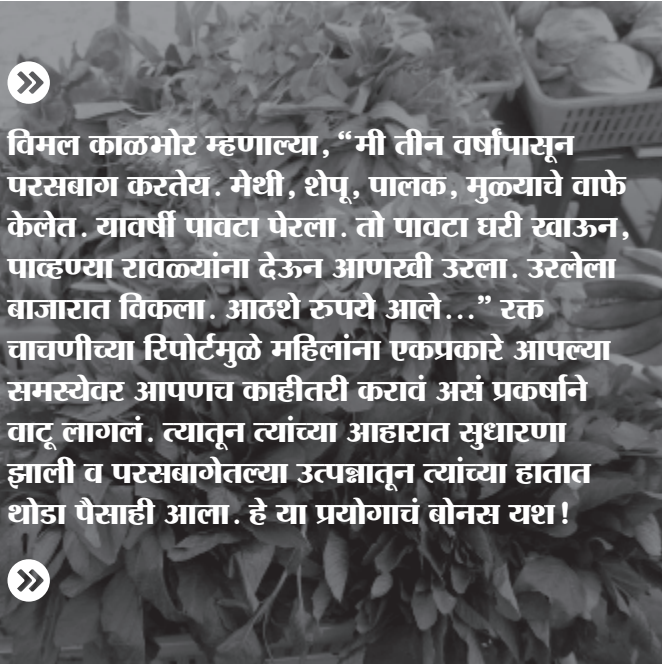 विमल काळभोर म्हणाल्या, “मी तीन वर्षांपासून
परसबाग करतेय. मेथी, शेपू, पालक, मुळ्याचे वाफे
केलेत. यावर्षी पावटा पेरला. तो पावटा घरी खाऊन,
पाव्हण्या रावळ्यांना देऊन आणखी उरला. उरलेला
बाजारात विकला. आठशे रुपये आले...” रक्त
चाचणीच्या रिपोर्टमुळे महिलांना एकप्रकारे आपल्या
समस्येवर आपणच काहीतरी करावं असं प्रकर्षाने
वाटू लागलं. त्यातून त्यांच्या आहारात सुधारणा
झाली व परसबागेतल्या उत्पन्नातून त्यांच्या हातात
थोडा पैसाही आला. हे या प्रयोगाचं बोनस यश!